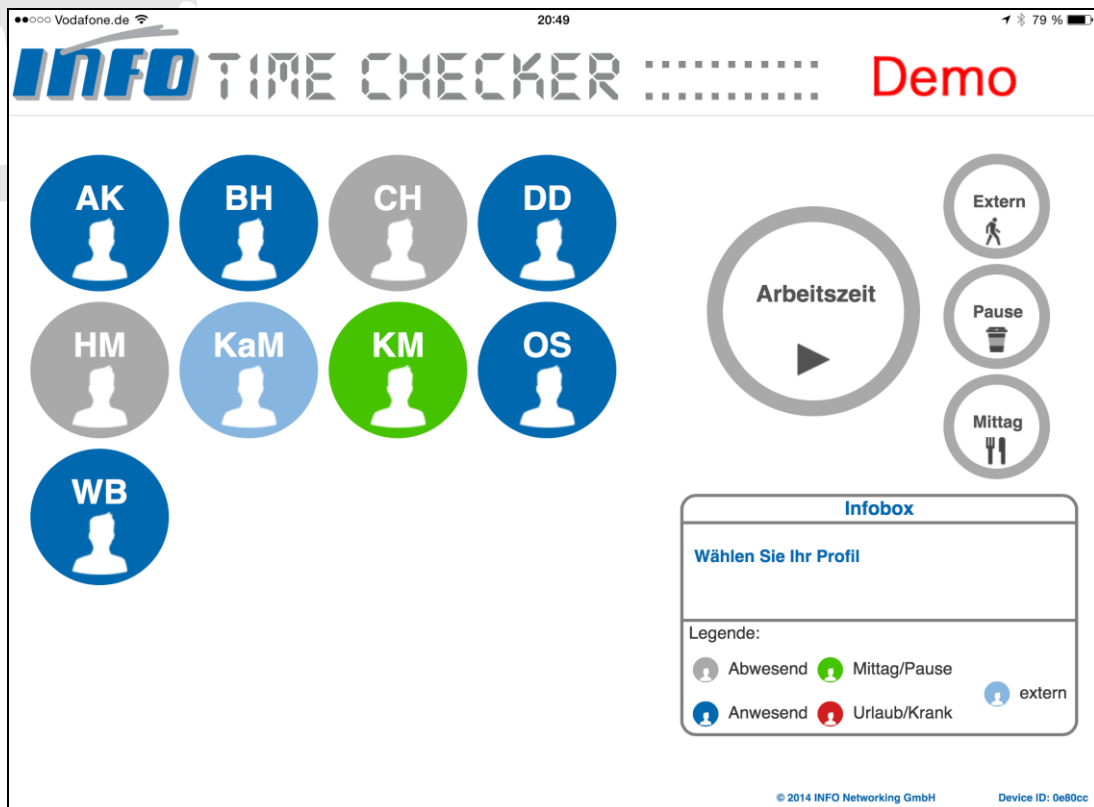 Vodafone.de 20:49 79 %
INFO TIME CHECKER Demo
AK BH CH DD
HM KaM KM OS
WB
Extern
Arbeitszeit
Pause
Mittag
Infobox
Wählen Sie Ihr Profil
Legende:
Abwesend Mittag/Pause
extern
Anwesend Urlaub/Krank
© 2014 INFO Networking GmbH Device ID: 0e80cc